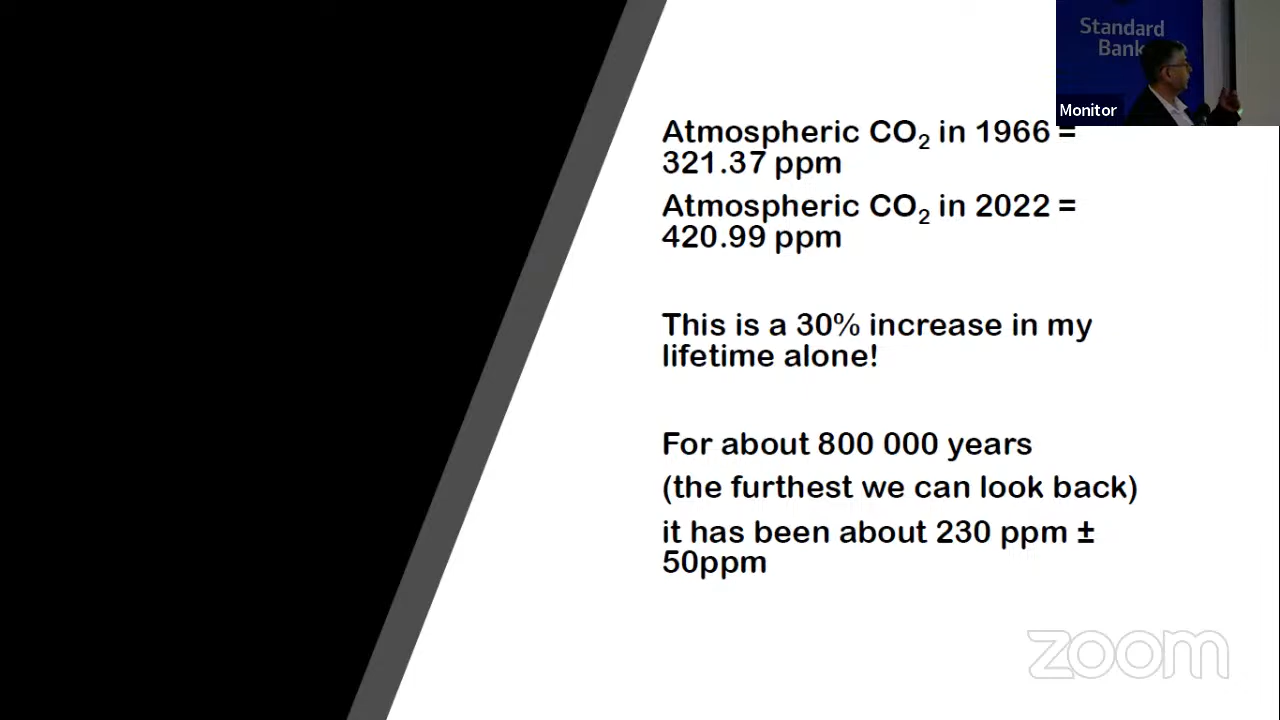 Standard
Bank
Monitor
Atmospheric CO₂ in 1966 =
321.37 ppm
Atmospheric CO₂ in 2022 =
420.99 ppm
This is a 30% increase in my
lifetime alone!
For about 800 000 years
(the furthest we can look back)
it has been about 230 ppm ±
50ppm
zoom